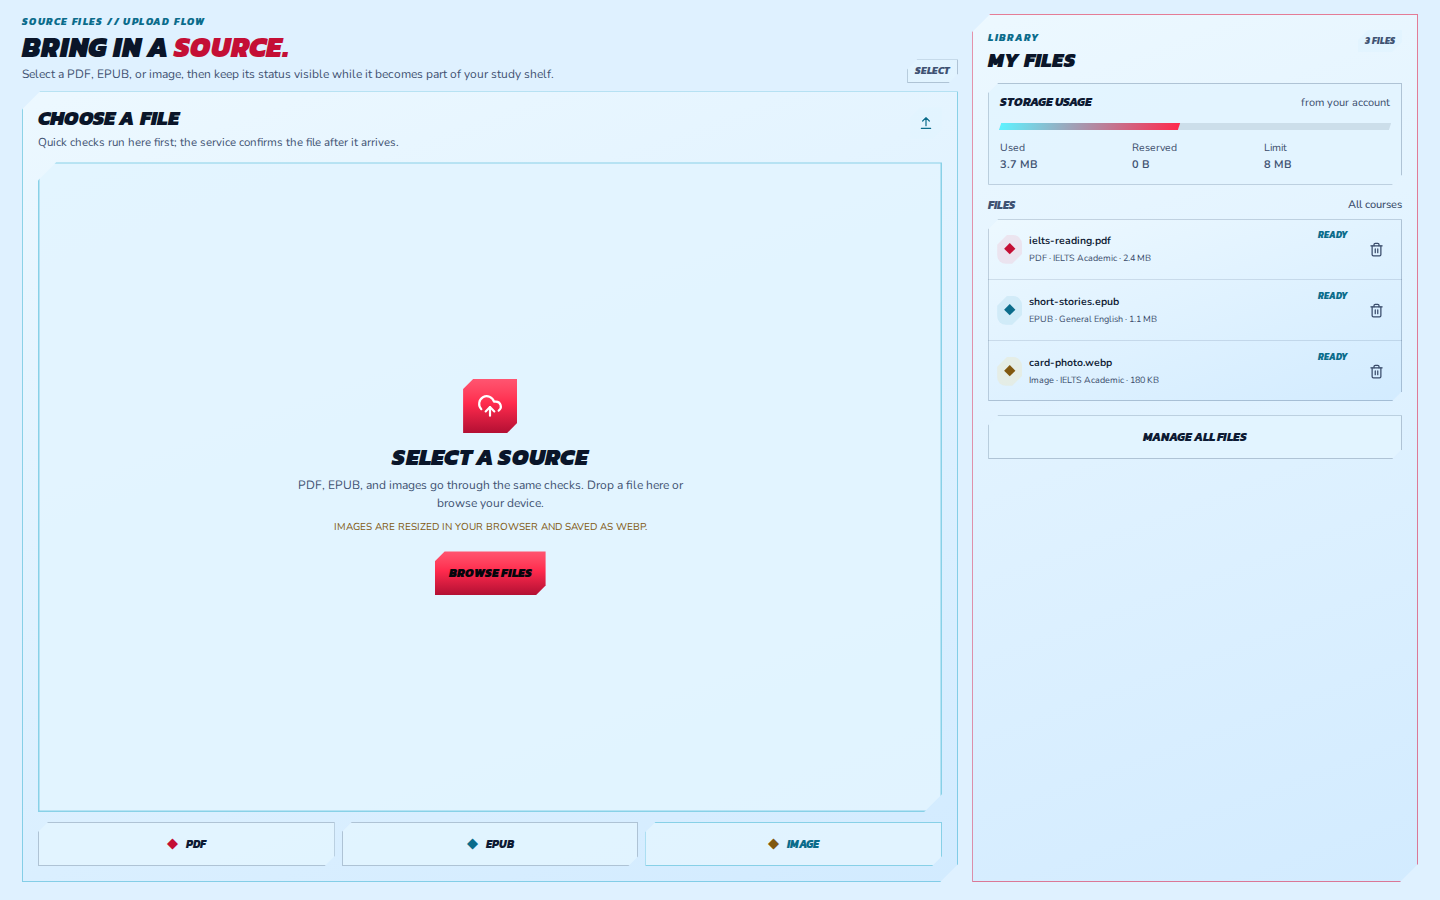 SOURCE FILES // UPLOAD FLOW
BRING IN A SOURCE.
Select a PDF, EPUB, or image, then keep its status visible while it becomes part of your study shelf.
SELECT
CHOOSE A FILE
Quick checks run here first; the service confirms the file after it arrives.
SELECT A SOURCE
PDF, EPUB, and images go through the same checks. Drop a file here or
browse your device.
IMAGES ARE RESIZED IN YOUR BROWSER AND SAVED AS WEBP.
BROWSE FILES
PDF
EPUB
IMAGE
LIBRARY
3 FILES
MY FILES
STORAGE USAGE
from your account
Used
Reserved
Limit
3.7 MB
0 B
8 MB
FILES
All courses
ielts-reading.pdf
READY
PDF · IELTS Academic · 2.4 MB
short-stories.epub
READY
EPUB · General English · 1.1 MB
card-photo.webp
READY
Image · IELTS Academic · 180 KB
MANAGE ALL FILES